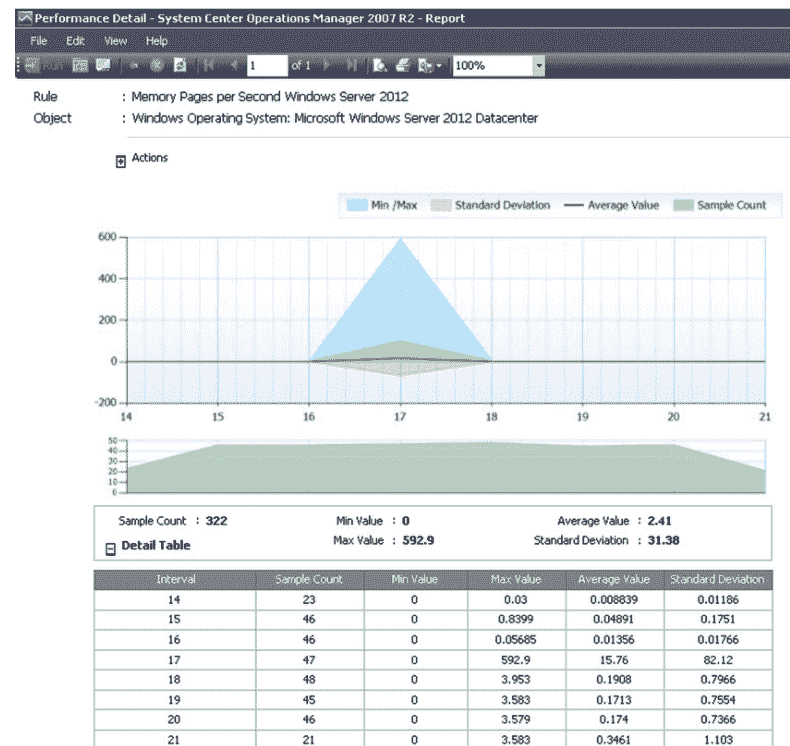 Performance Detail - System Center Operations Manager 2007 R2 - Report
File Edit View Help
Run 1 of 1 100%
Rule : Memory Pages per Second Windows Server 2012
Object : Windows Operating System: Microsoft Windows Server 2012 Datacenter
Actions
Min /Max Standard Deviation Average Value Sample Count
600
400
200
0
-200
14 15 16 17 18 19 20 21
50
40
30
20
10
0
Sample Count : 322 Min Value : 0 Average Value : 2.41
Max Value : 592.9 Standard Deviation : 31.38
Detail Table
Interval Sample Count Min Value Max Value Average Value Standard Deviation
14 23 0 0.03 0.008839 0.01186
15 46 0 0.8399 0.04891 0.1751
16 46 0 0.05685 0.01356 0.01766
17 47 0 592.9 15.76 82.12
18 48 0 3.953 0.1908 0.7966
19 45 0 3.583 0.1713 0.7554
20 46 0 3.579 0.174 0.7366
21 21 0 3.583 0.3461 1.103